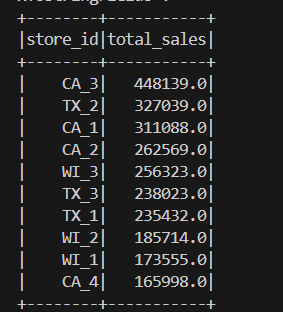 +--------+-----------+
|store_id|total_sales|
+--------+-----------+
|    CA_3|   448139.0|
|    TX_2|   327039.0|
|    CA_1|   311088.0|
|    CA_2|   262569.0|
|    WI_3|   256323.0|
|    TX_3|   238023.0|
|    TX_1|   235432.0|
|    WI_2|   185714.0|
|    WI_1|   173555.0|
|    CA_4|   165998.0|
+--------+-----------+